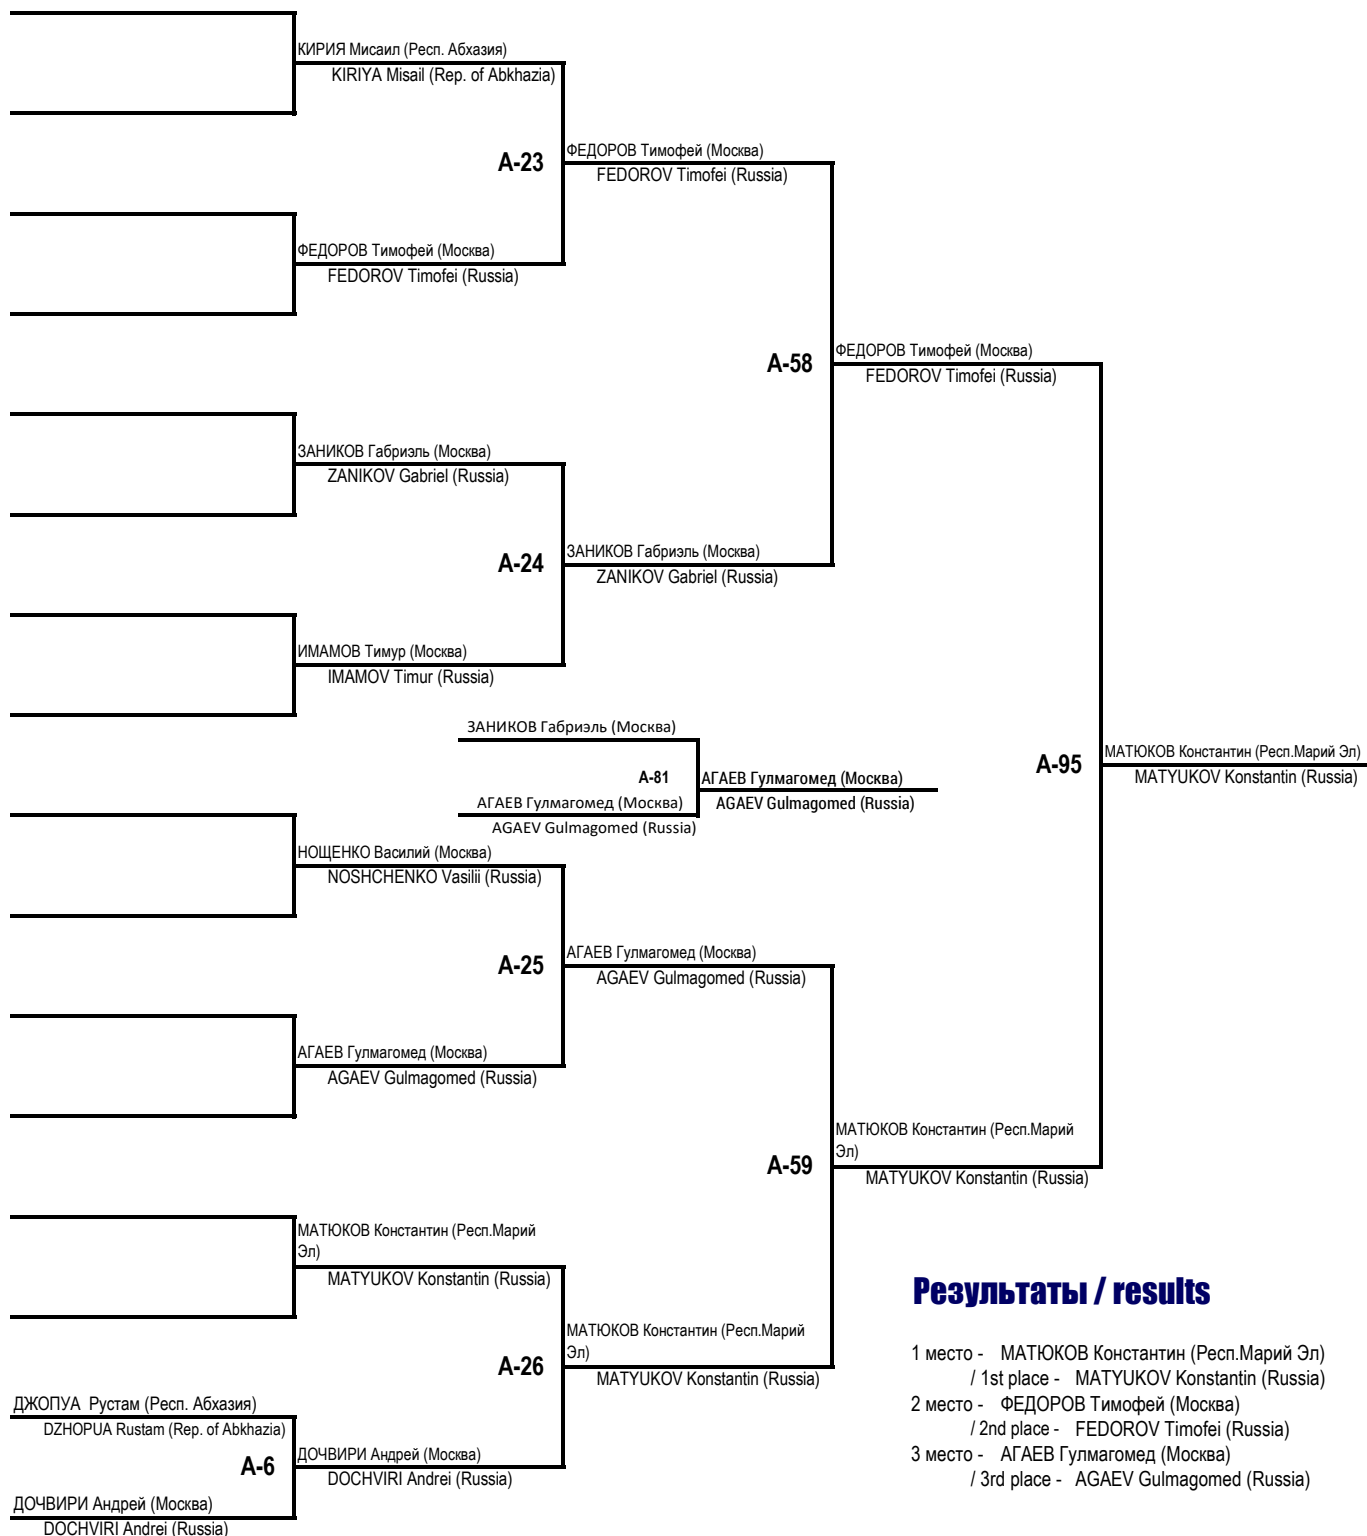 КИРИЯ Мисаил (Респ. Абхазия)
KIRIYA Misail (Rep. of Abkhazia)
A-23
ФЕДОРОВ Тимофей (Москва)
FEDOROV Timofei (Russia)
ФЕДОРОВ Тимофей (Москва)
FEDOROV Timofei (Russia)
A-58
ФЕДОРОВ Тимофей (Москва)
FEDOROV Timofei (Russia)
ЗАНИКОВ Габриэль (Москва)
ZANIKOV Gabriel (Russia)
A-24
ЗАНИКОВ Габриэль (Москва)
ZANIKOV Gabriel (Russia)
ИМАМОВ Тимур (Москва)
IMAMOV Timur (Russia)
ЗАНИКОВ Габриэль (Москва)
A-81
АГАЕВ Гулмагомед (Москва)
AGAEV Gulmagomed (Russia)
АГАЕВ Гулмагомед (Москва)
AGAEV Gulmagomed (Russia)
A-95
МАТЮКОВ Константин (Респ.Марий Эл)
MATYUKOV Konstantin (Russia)
НОЩЕНКО Василий (Москва)
NOSHCHENKO Vasilii (Russia)
A-25
АГАЕВ Гулмагомед (Москва)
AGAEV Gulmagomed (Russia)
АГАЕВ Гулмагомед (Москва)
AGAEV Gulmagomed (Russia)
A-59
МАТЮКОВ Константин (Респ.Марий
Эл)
MATYUKOV Konstantin (Russia)
МАТЮКОВ Константин (Респ.Марий
Эл)
MATYUKOV Konstantin (Russia)
A-26
МАТЮКОВ Константин (Респ.Марий
Эл)
MATYUKOV Konstantin (Russia)
ДЖОПУА Рустам (Респ. Абхазия)
DZHOPUA Rustam (Rep. of Abkhazia)
A-6
ДОЧВИРИ Андрей (Москва)
DOCHVIRI Andrei (Russia)
ДОЧВИРИ Андрей (Москва)
DOCHVIRI Andrei (Russia)
Результаты / results
1 место - МАТЮКОВ Константин (Респ.Марий Эл)
/ 1st place - MATYUKOV Konstantin (Russia)
2 место - ФЕДОРОВ Тимофей (Москва)
/ 2nd place - FEDOROV Timofei (Russia)
3 место - АГАЕВ Гулмагомед (Москва)
/ 3rd place - AGAEV Gulmagomed (Russia)